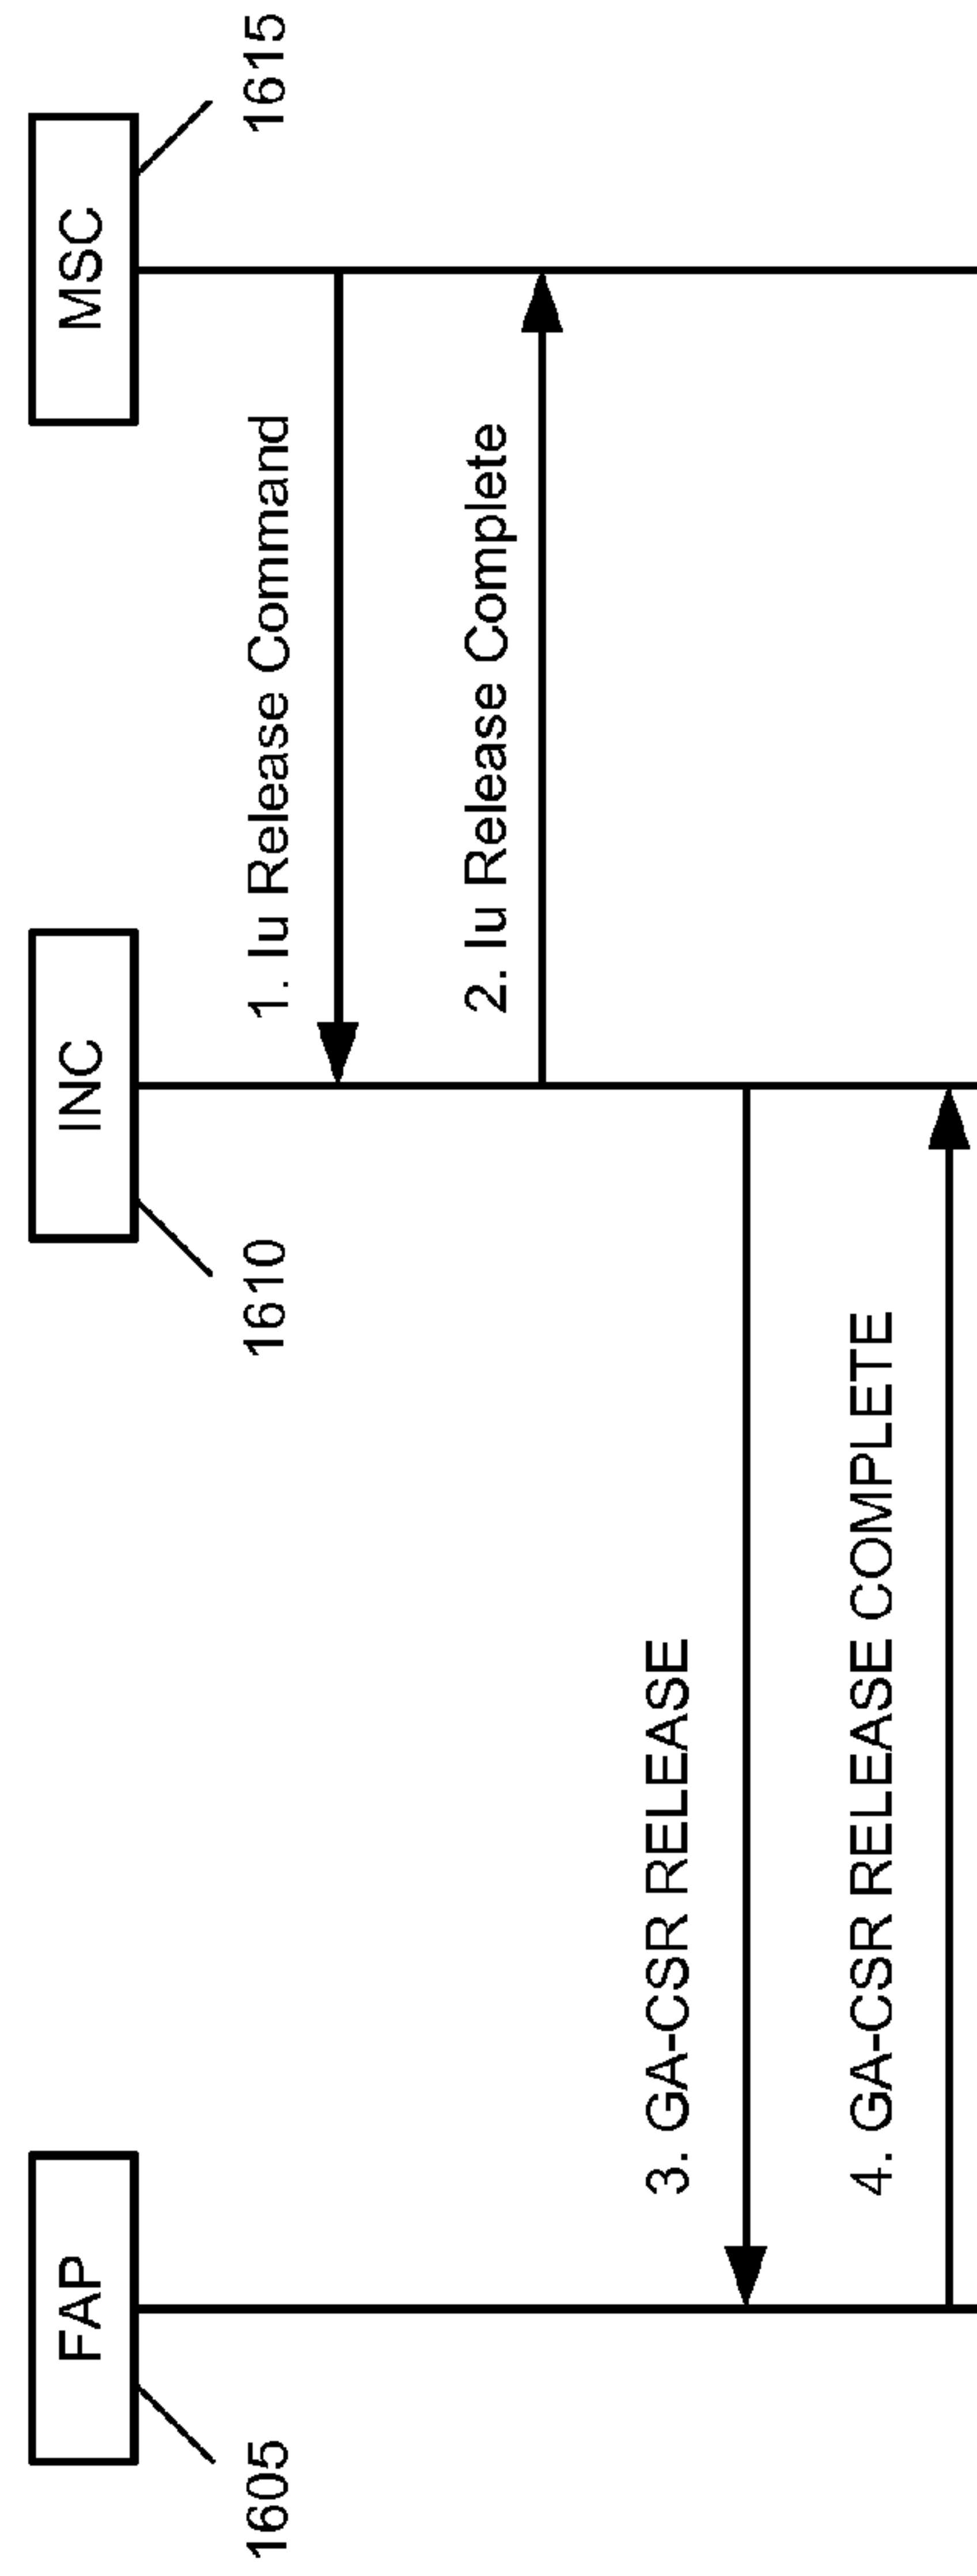 FAP
INC
MSC
1605
1610
1615
1. Iu Release Command
2. Iu Release Complete
3. GA-CSR RELEASE
4. GA-CSR RELEASE COMPLETE